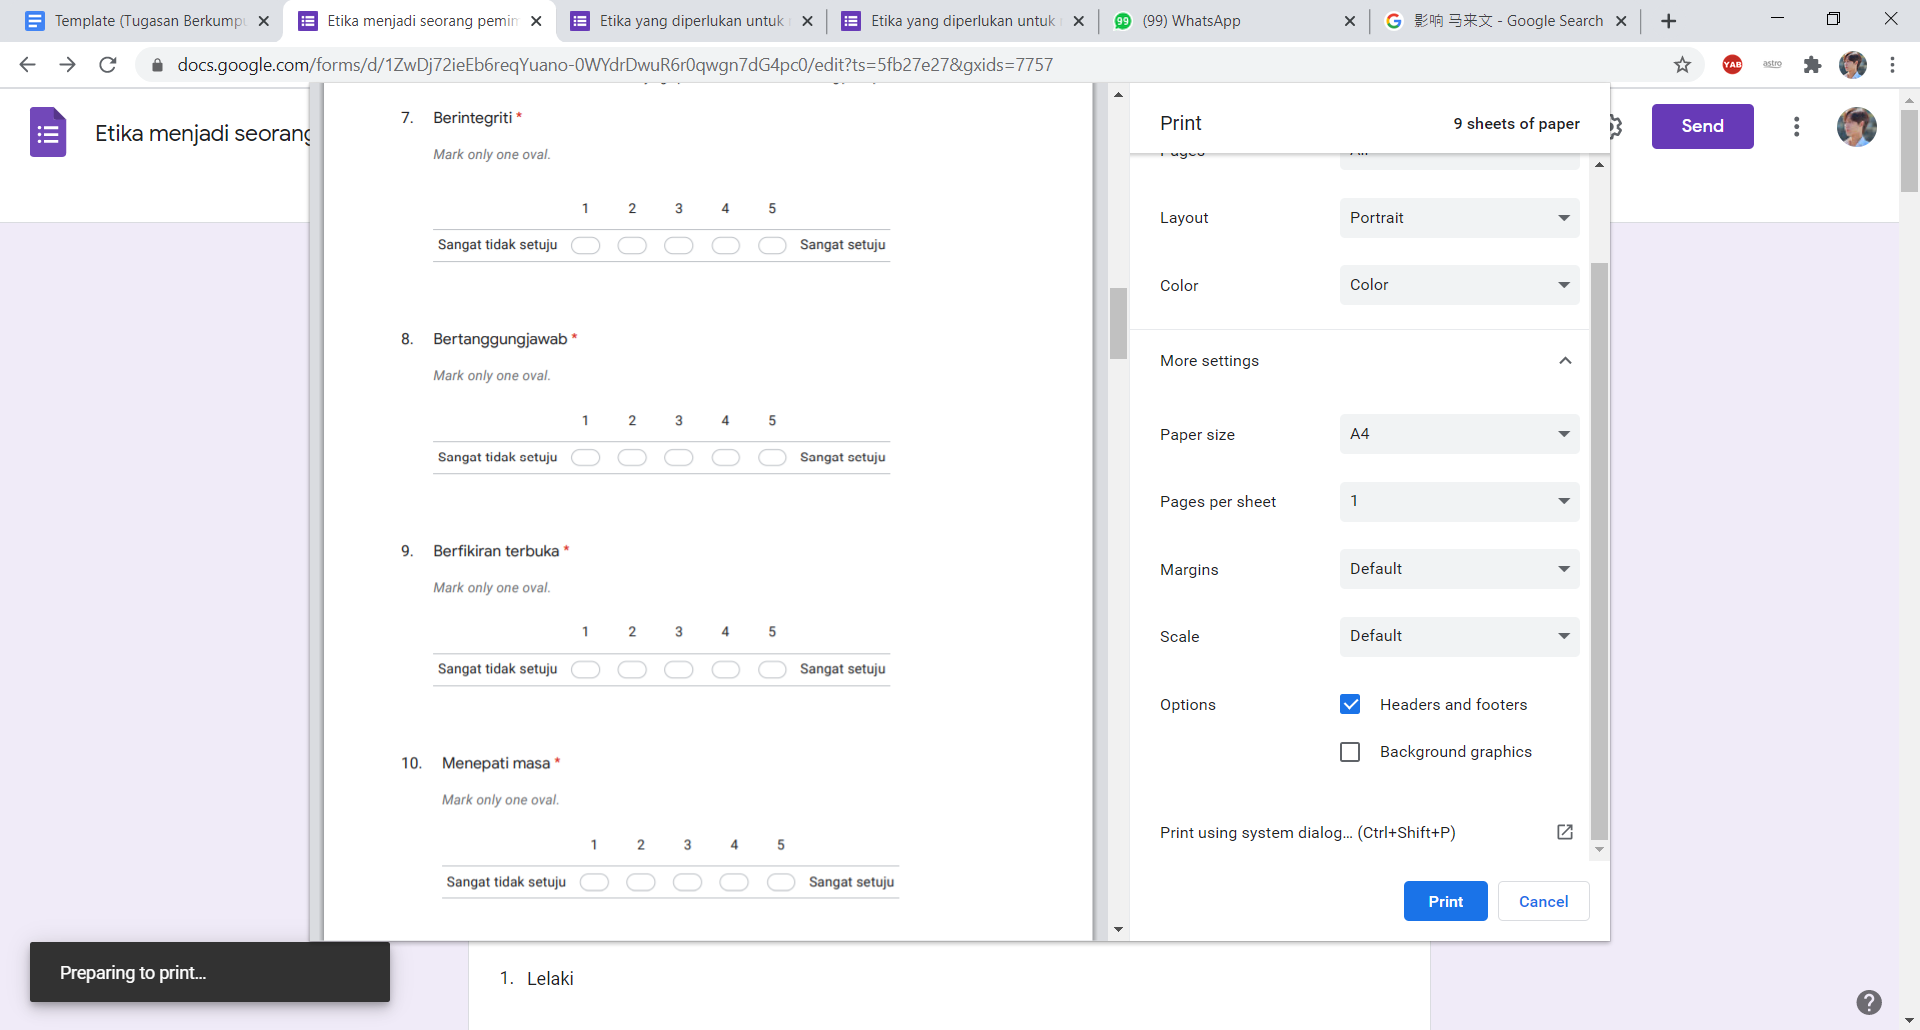 Template (Tugasan Berkumpu
Etika menjadi seorang pemim
Etika yang diperlukan untuk
Etika yang diperlukan untuk
99
(99) WhatsApp
影响 马来文 - Google Search
docs.google.com/forms/d/1ZwDj72ieEb6reqYuano-0WYdrDwuR6r0qwgn7dG4pc0/edit?ts=5fb27e27&gxids=7757
YAB
astro
Etika menjadi seorang
Send
7. Berintegriti *
Mark only one oval.
1 2 3 4 5
Sangat tidak setuju Sangat setuju
8. Bertanggungjawab *
Mark only one oval.
1 2 3 4 5
Sangat tidak setuju Sangat setuju
9. Berfikiran terbuka *
Mark only one oval.
1 2 3 4 5
Sangat tidak setuju Sangat setuju
10. Menepati masa *
Mark only one oval.
1 2 3 4 5
Sangat tidak setuju Sangat setuju
Print 9 sheets of paper
Pages All
Layout Portrait
Color Color
More settings
Paper size A4
Pages per sheet 1
Margins Default
Scale Default
Options Headers and footers
Background graphics
Print using system dialog... (Ctrl+Shift+P)
Print Cancel
Preparing to print...
1. Lelaki